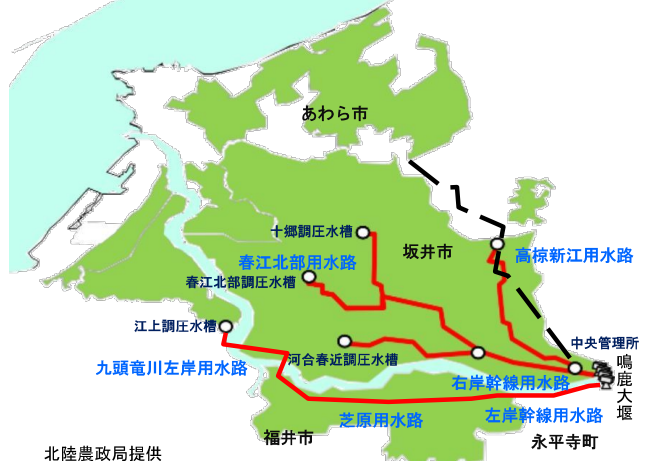 あわら市
十郷調圧水槽
坂井市
春江北部用水路
高椋新江用水路
春江北部調圧水槽
江上調圧水槽
中央管理所
河合春近調圧水槽
九頭竜川左岸用水路
鳴鹿大堰
右岸幹線用水路
芝原用水路
左岸幹線用水路
福井市
永平寺町
北陸農政局提供